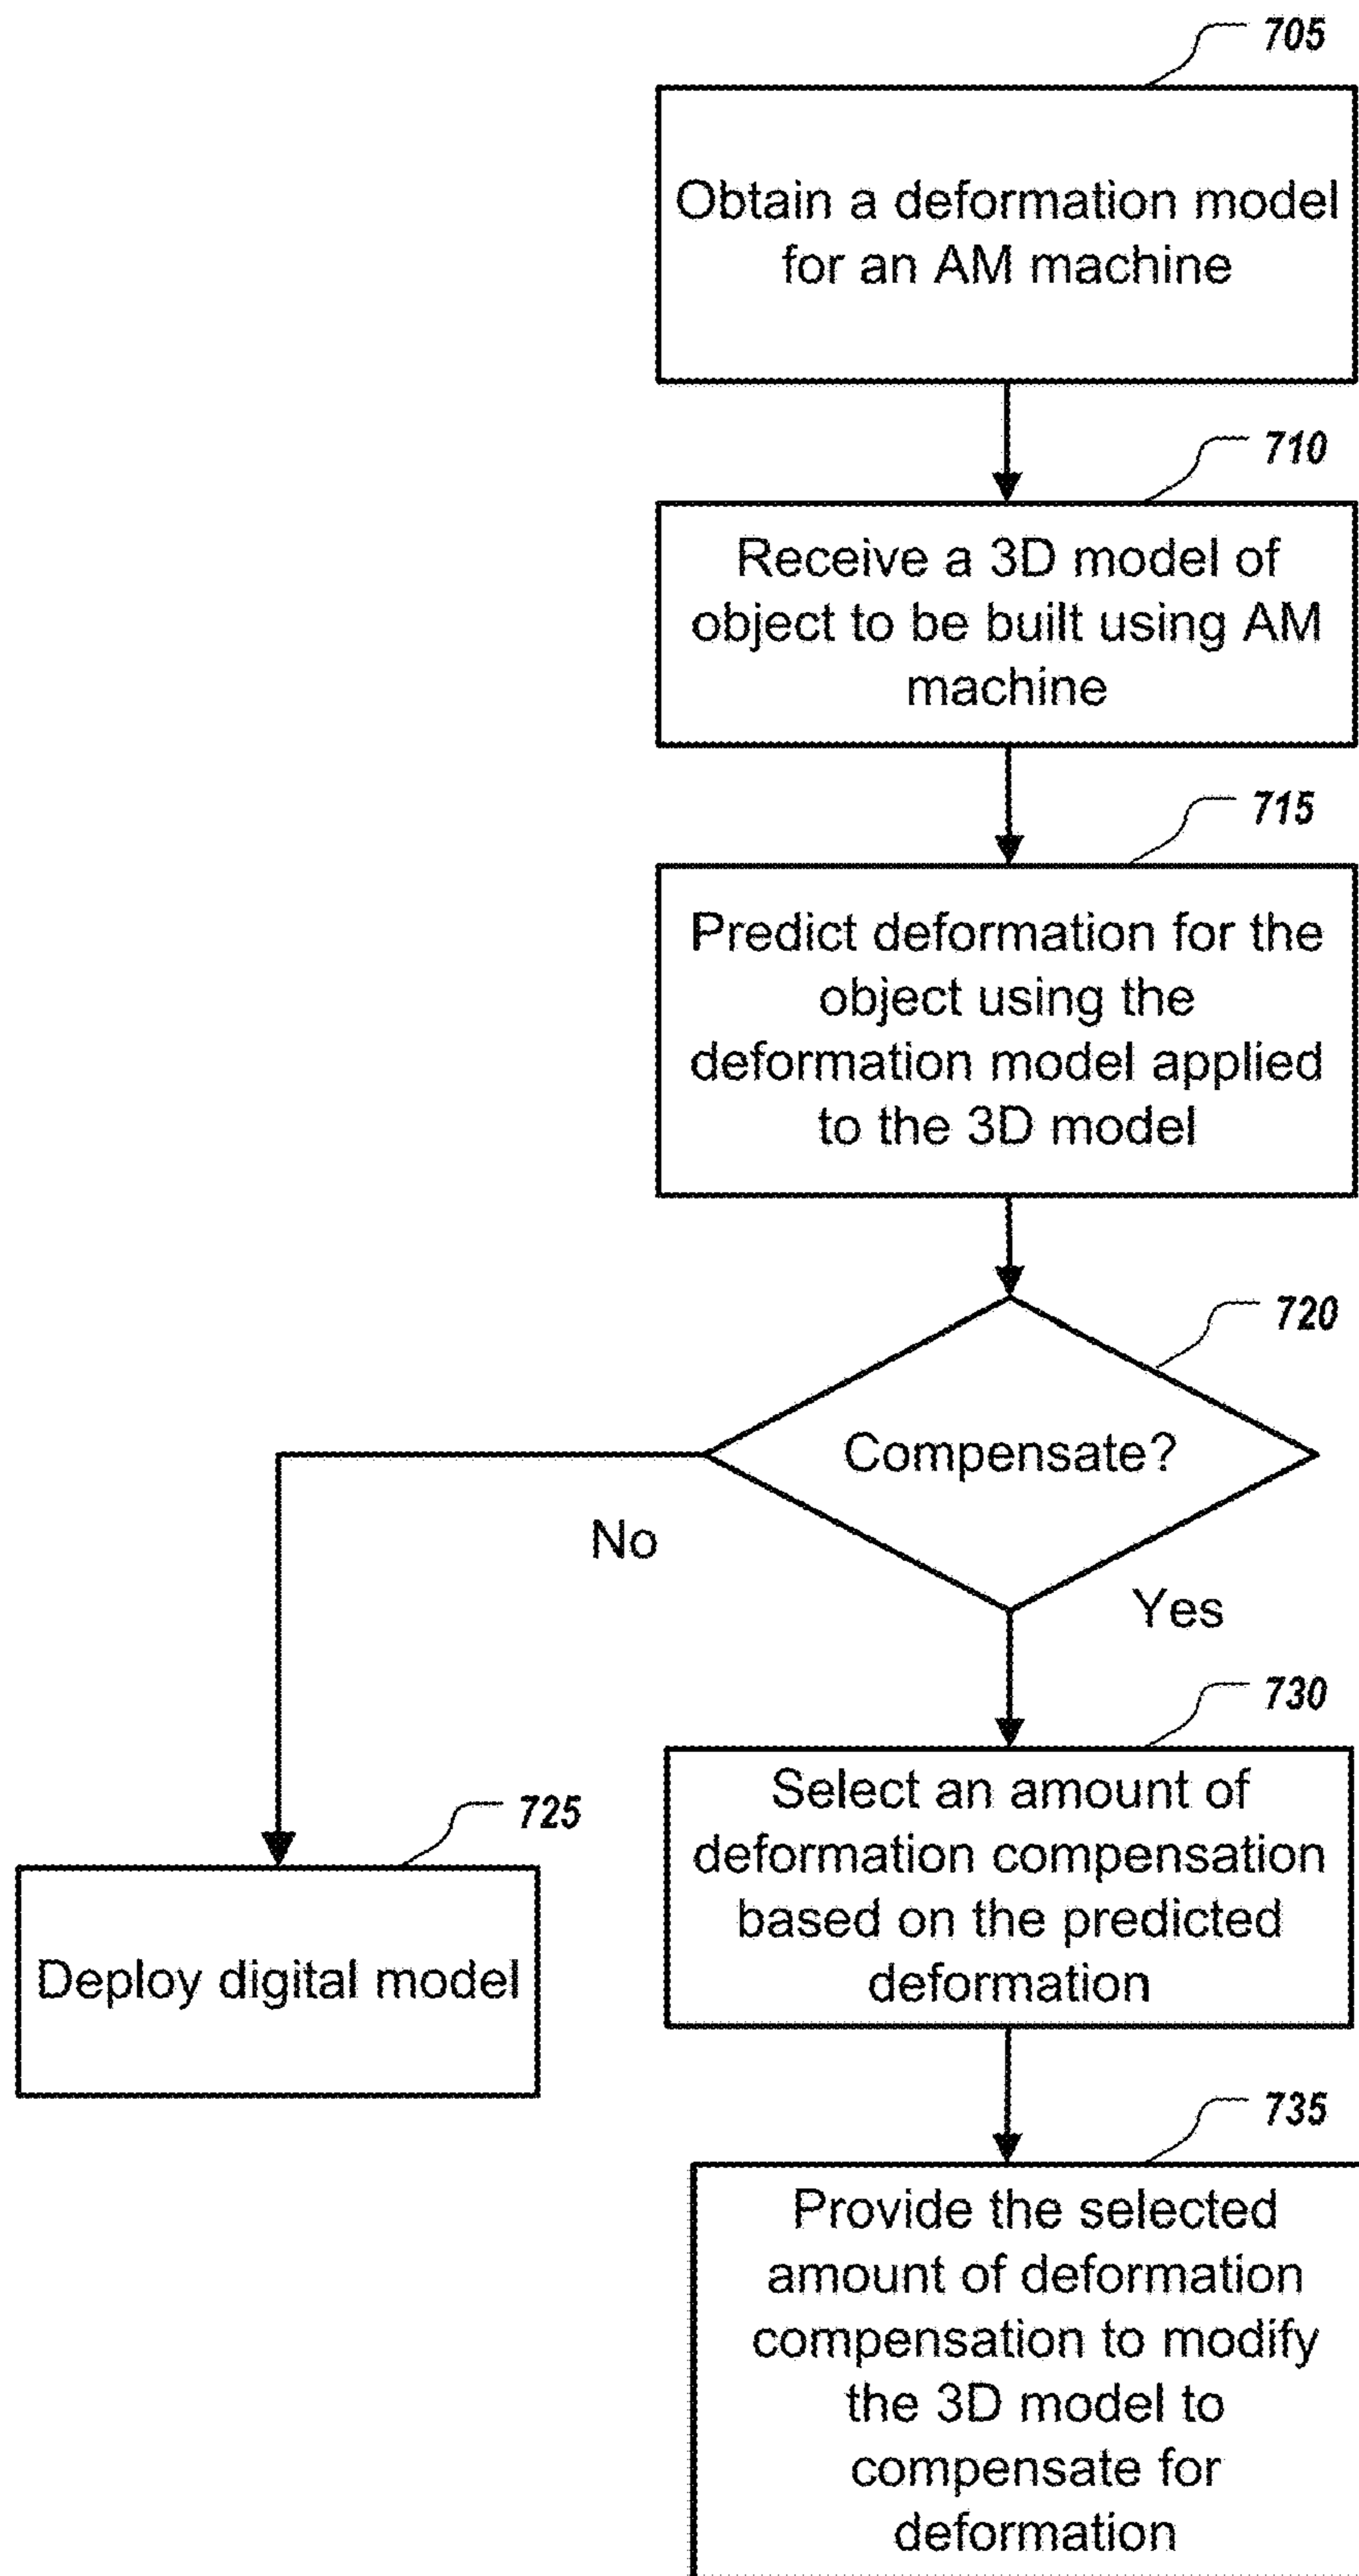 705
Obtain a deformation model
for an AM machine
710
Receive a 3D model of
object to be built using AM
machine
715
Predict deformation for the
object using the
deformation model applied
to the 3D model
720
Compensate?
No
Yes
730
Select an amount of
deformation compensation
based on the predicted
deformation
725
Deploy digital model
735
Provide the selected
amount of deformation
compensation to modify
the 3D model to
compensate for
deformation